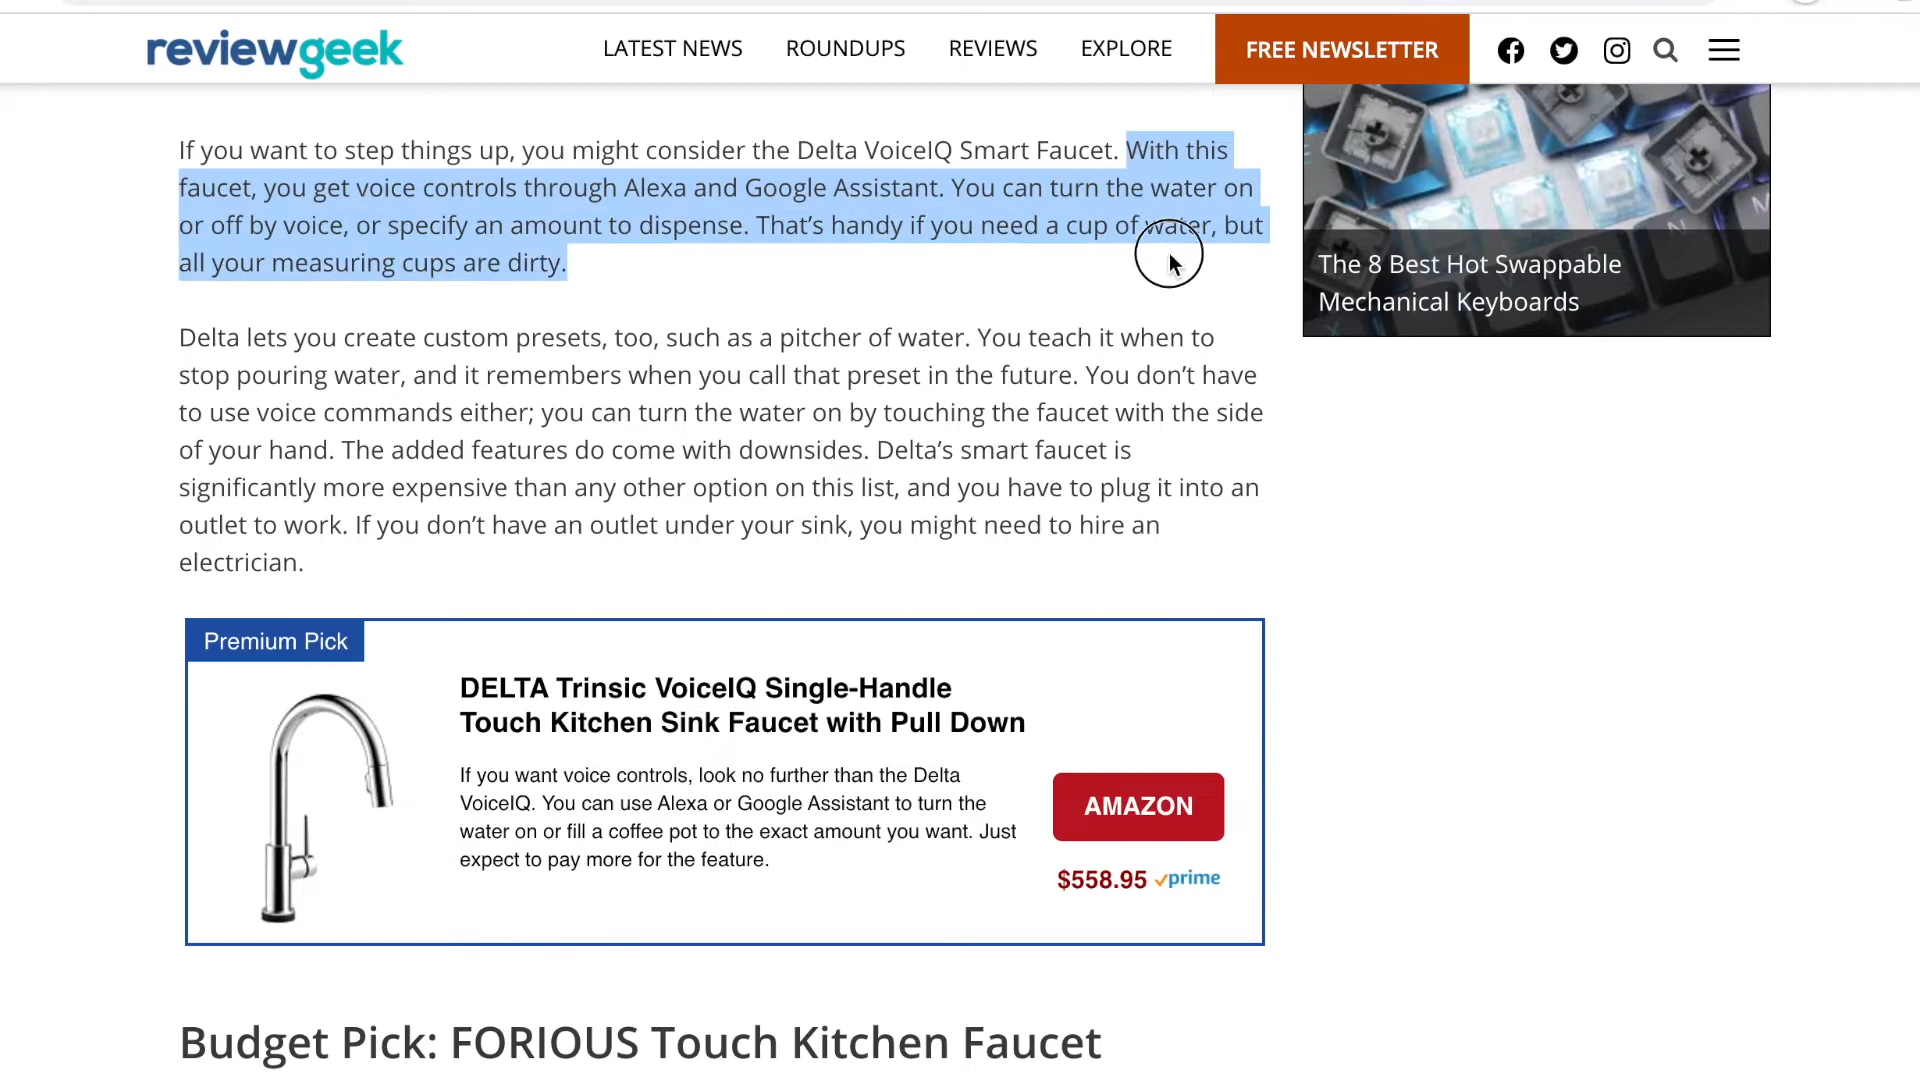 reviewgeek
LATEST NEWS ROUNDUPS REVIEWS EXPLORE FREE NEWSLETTER
If you want to step things up, you might consider the Delta VoiceIQ Smart Faucet. With this
faucet, you get voice controls through Alexa and Google Assistant. You can turn the water on
or off by voice, or specify an amount to dispense. That’s handy if you need a cup of water, but
all your measuring cups are dirty.
The 8 Best Hot Swappable
Mechanical Keyboards
Delta lets you create custom presets, too, such as a pitcher of water. You teach it when to
stop pouring water, and it remembers when you call that preset in the future. You don’t have
to use voice commands either; you can turn the water on by touching the faucet with the side
of your hand. The added features do come with downsides. Delta’s smart faucet is
significantly more expensive than any other option on this list, and you have to plug it into an
outlet to work. If you don’t have an outlet under your sink, you might need to hire an
electrician.
Premium Pick
DELTA Trinsic VoiceIQ Single-Handle
Touch Kitchen Sink Faucet with Pull Down
If you want voice controls, look no further than the Delta
VoiceIQ. You can use Alexa or Google Assistant to turn the
water on or fill a coffee pot to the exact amount you want. Just
expect to pay more for the feature.
AMAZON
$558.95 prime
Budget Pick: FORIOUS Touch Kitchen Faucet